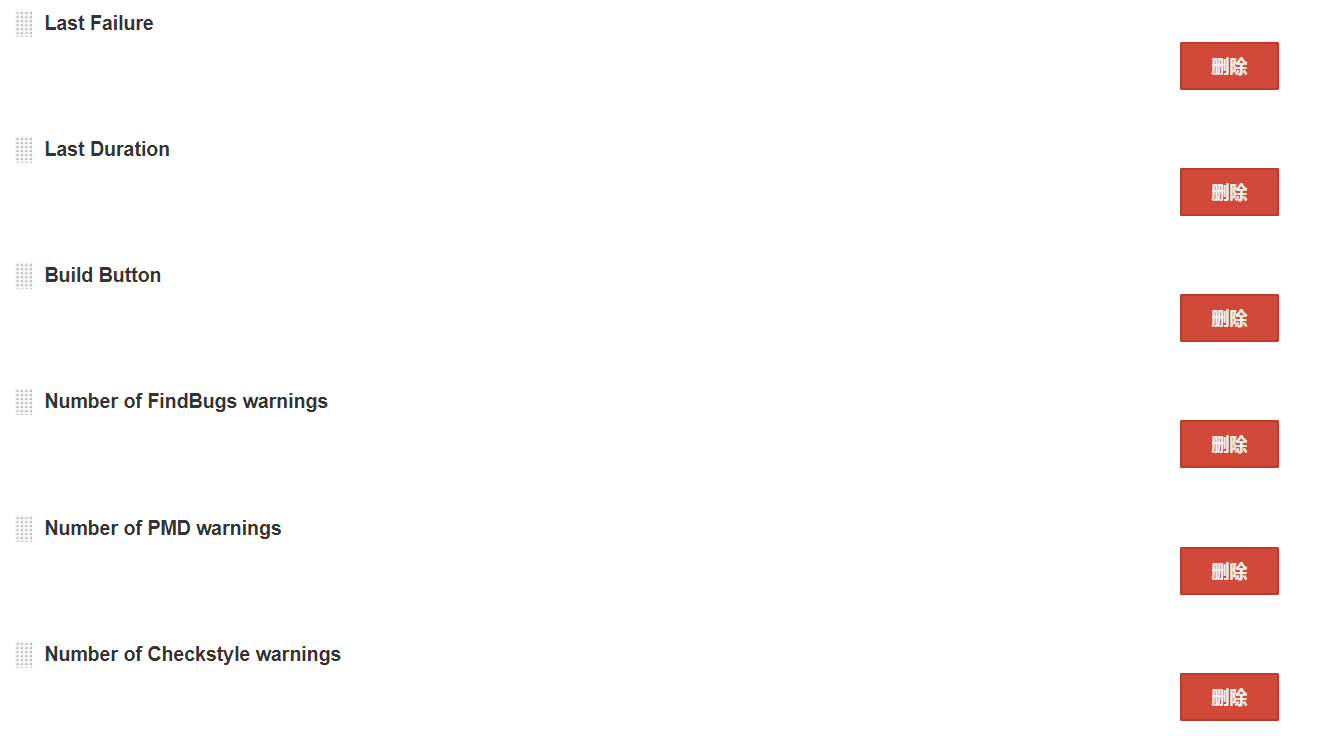 Last Failure
删除
Last Duration
删除
Build Button
删除
Number of FindBugs warnings
删除
Number of PMD warnings
删除
Number of Checkstyle warnings
删除